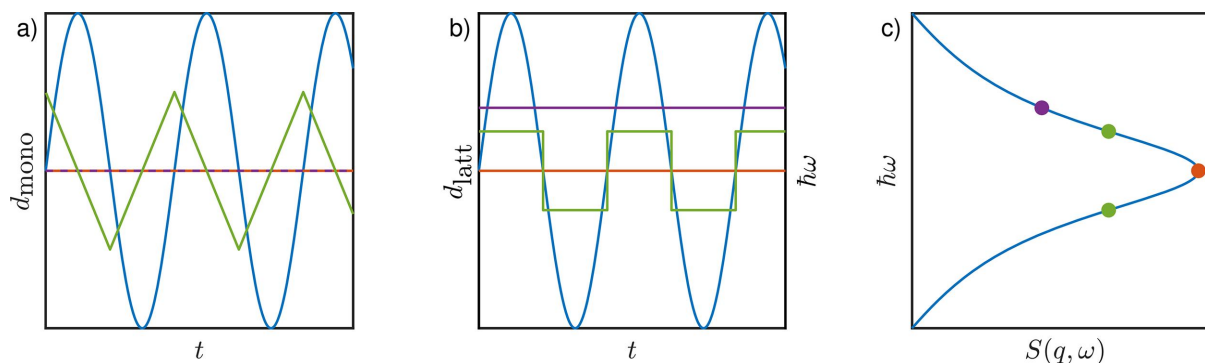 a)
d_mono
t
b)
d_latt
ħω
t
c)
ħω
S(q, ω)